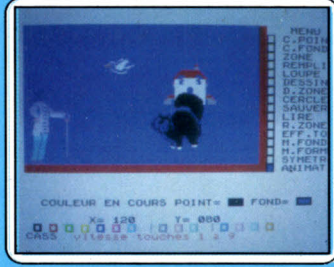 MENU
C.POIN
C.FOND
ZONE
REMPLI
LOUPE
DESSIN
D.ZONE
CERCLE
SAUVER
LIRE
R.ZONE
EFF.TO
M.FOND
M.FORM
SYMETR
ANIMAT
COULEUR EN COURS POINT= FOND=
X= 120 Y= 080
CASS vitesse touches 1 à 9